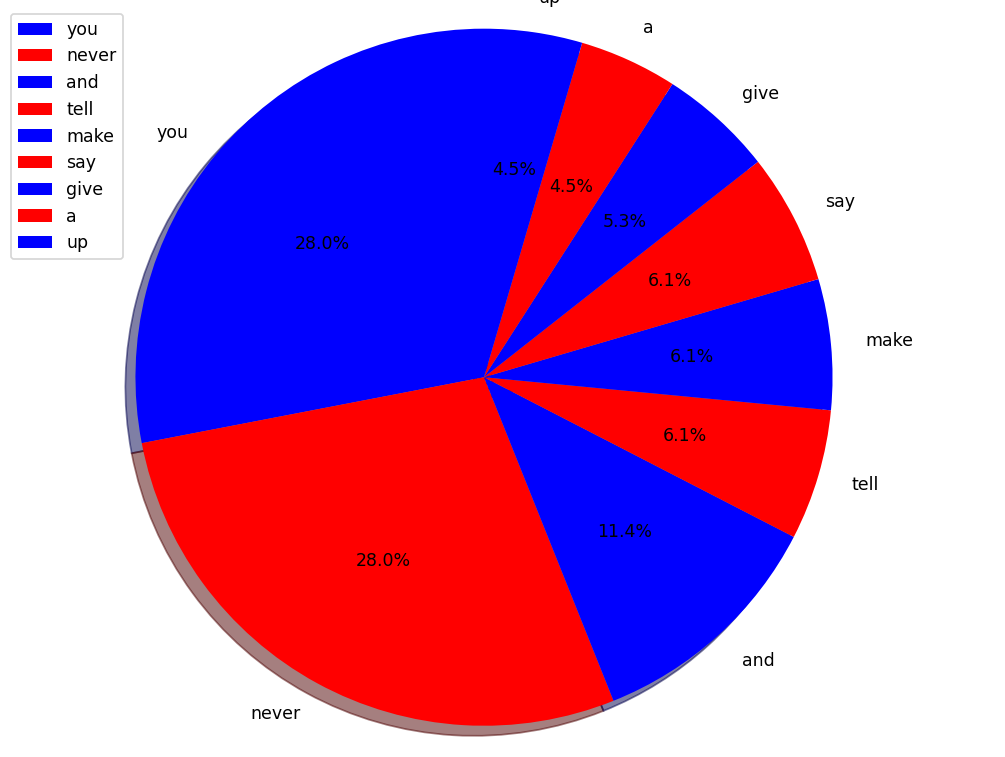 you
never
and
tell
make
say
give
a
up
up
a
give
say
make
tell
and
never
you
4.5%
4.5%
5.3%
6.1%
6.1%
6.1%
11.4%
28.0%
28.0%